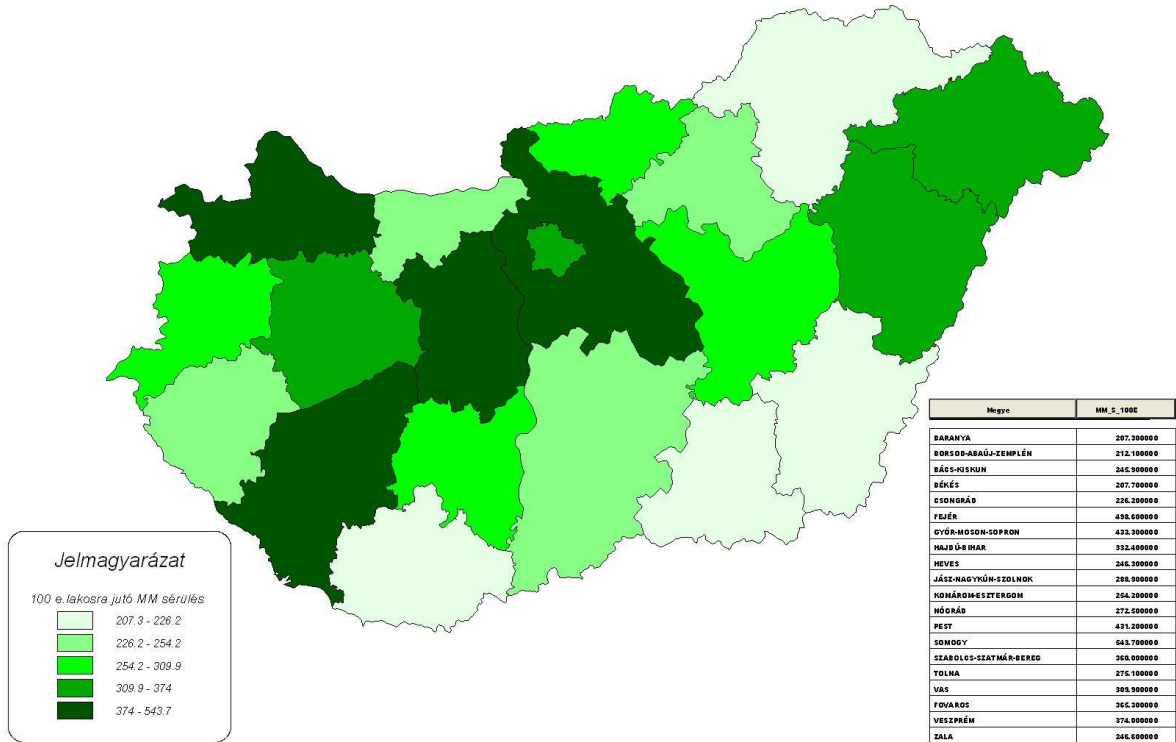 Jelmagyarázat
100 e.lakosra jutó MM sérülés
207.3 - 226.2
226.2 - 254.2
254.2 - 309.9
309.9 - 374
374 - 543.7
Megye MM_S_100E
BARANYA 207.300000
BORSOD-ABAÚJ-ZEMPLÉN 212.100000
BÁCS-KISKUN 245.900000
BÉKÉS 207.700000
CSONGRÁD 226.200000
FEJÉR 498.600000
GYŐR-MOSON-SOPRON 433.300000
HAJDÚ-BIHAR 332.400000
HEVES 246.300000
JÁSZ-NAGYKÚN-SZOLNOK 288.900000
KOMÁROM-ESZTERGOM 254.200000
NÓGRÁD 272.500000
PEST 431.200000
SOMOGY 543.700000
SZABOLCS-SZATMÁR-BEREG 360.000000
TOLNA 275.100000
VAS 309.900000
FOVAROS 365.300000
VESZPRÉM 374.000000
ZALA 246.600000